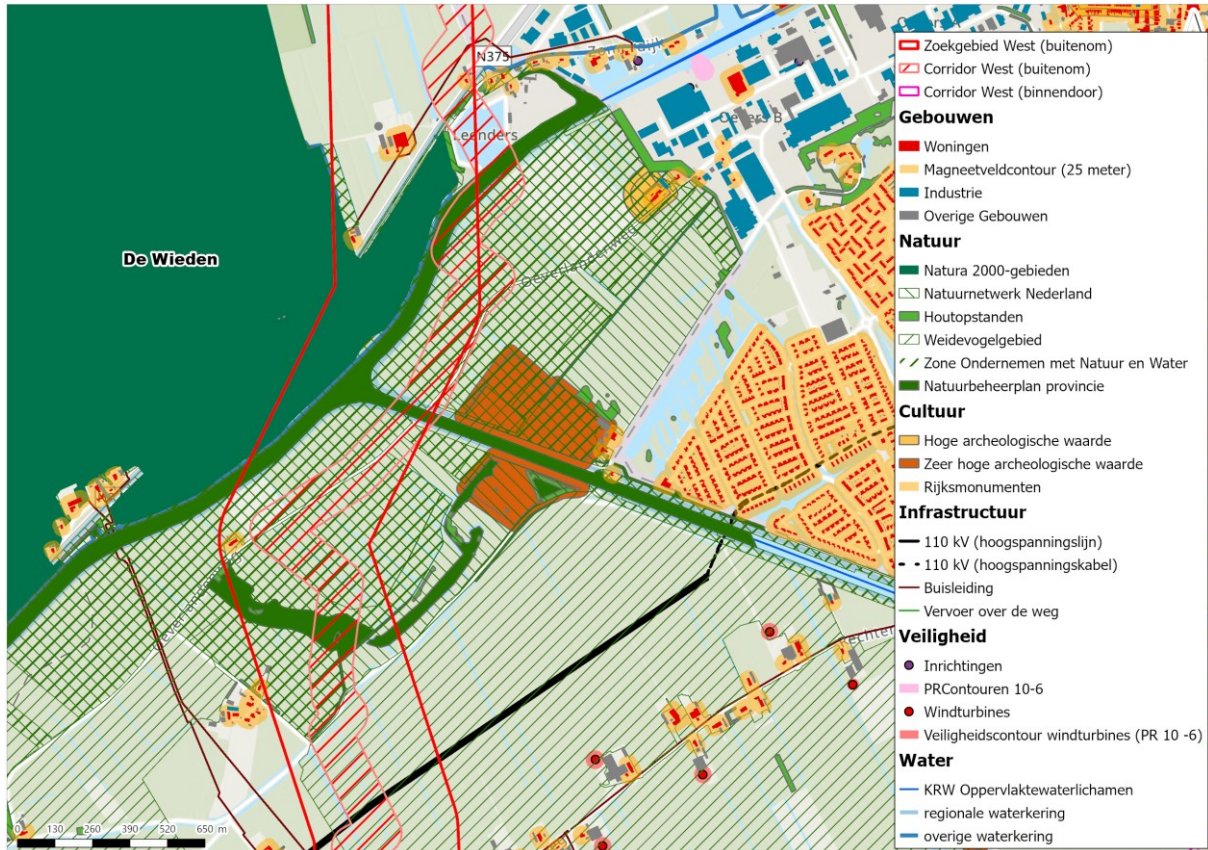 N375
Leenders
Oevers B
De Wieden
Oeverlanderweg
Zoekgebied West (buitenom)
Corridor West (buitenom)
Corridor West (binnendoor)
Gebouwen
Woningen
Magneetveldcontour (25 meter)
Industrie
Overige Gebouwen
Natuur
Natura 2000-gebieden
Natuurnetwerk Nederland
Houtopstanden
Weidevogelgebied
Zone Ondernemen met Natuur en Water
Natuurbeheerplan provincie
Cultuur
Hoge archeologische waarde
Zeer hoge archeologische waarde
Rijksmonumenten
Infrastructuur
110 kV (hoogspanningslijn)
110 kV (hoogspanningskabel)
Buisleiding
Vervoer over de weg
Veiligheid
Inrichtingen
PRContouren 10-6
Windturbines
Veiligheidscontour windturbines (PR 10 -6)
Water
KRW Oppervlaktewaterlichamen
regionale waterkering
overige waterkering
0 130 260 390 520 650 m